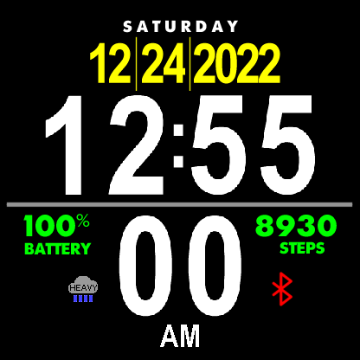 SATURDAY
12|24|2022
12:55
100% 00 8930
BATTERY STEPS
HEAVY
AM